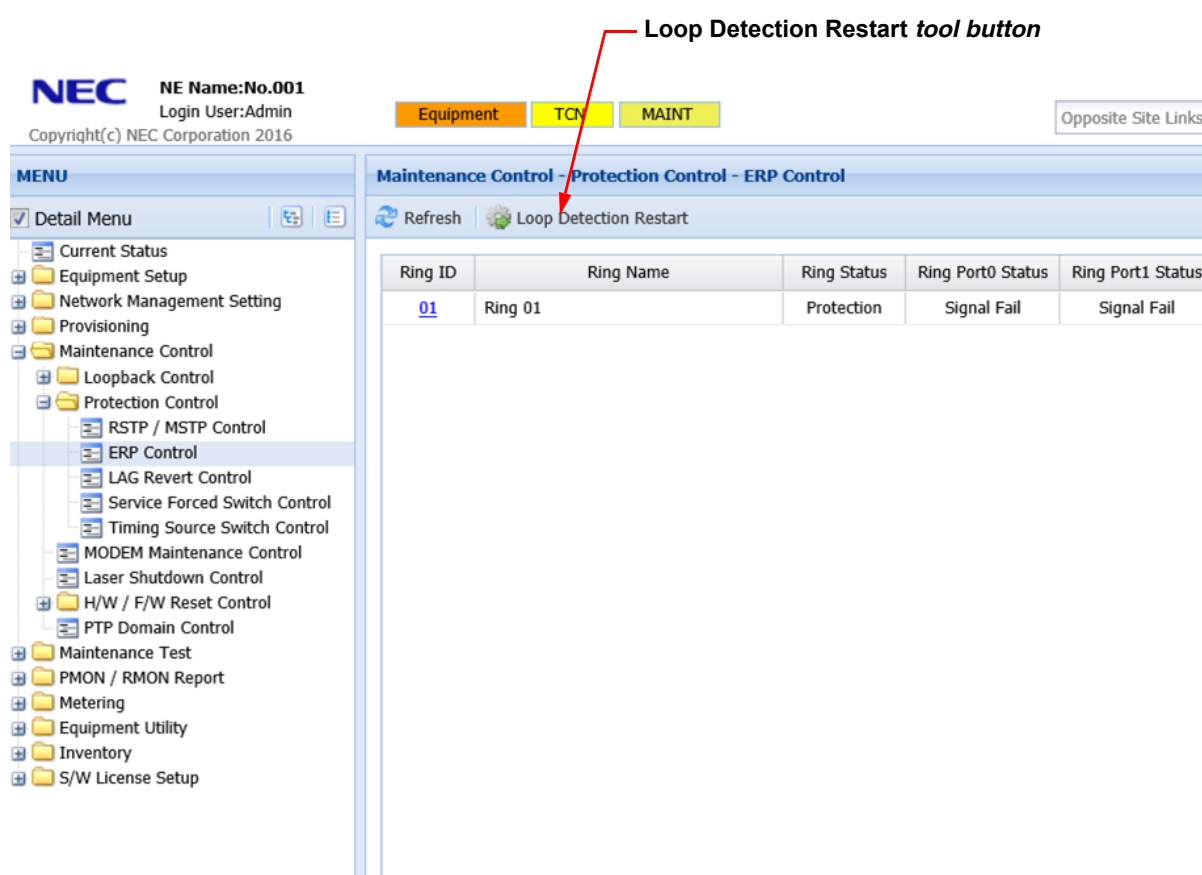 Loop Detection Restart tool button
NEC
NE Name:No.001
Login User:Admin
Copyright(c) NEC Corporation 2016
Equipment
TCN
MAINT
Opposite Site Links
MENU
Detail Menu
Current Status
Equipment Setup
Network Management Setting
Provisioning
Maintenance Control
Loopback Control
Protection Control
RSTP / MSTP Control
ERP Control
LAG Revert Control
Service Forced Switch Control
Timing Source Switch Control
MODEM Maintenance Control
Laser Shutdown Control
H/W / F/W Reset Control
PTP Domain Control
Maintenance Test
PMON / RMON Report
Metering
Equipment Utility
Inventory
S/W License Setup
Maintenance Control - Protection Control - ERP Control
Refresh
Loop Detection Restart
Ring ID Ring Name Ring Status Ring Port0 Status Ring Port1 Status
01 Ring 01 Protection Signal Fail Signal Fail